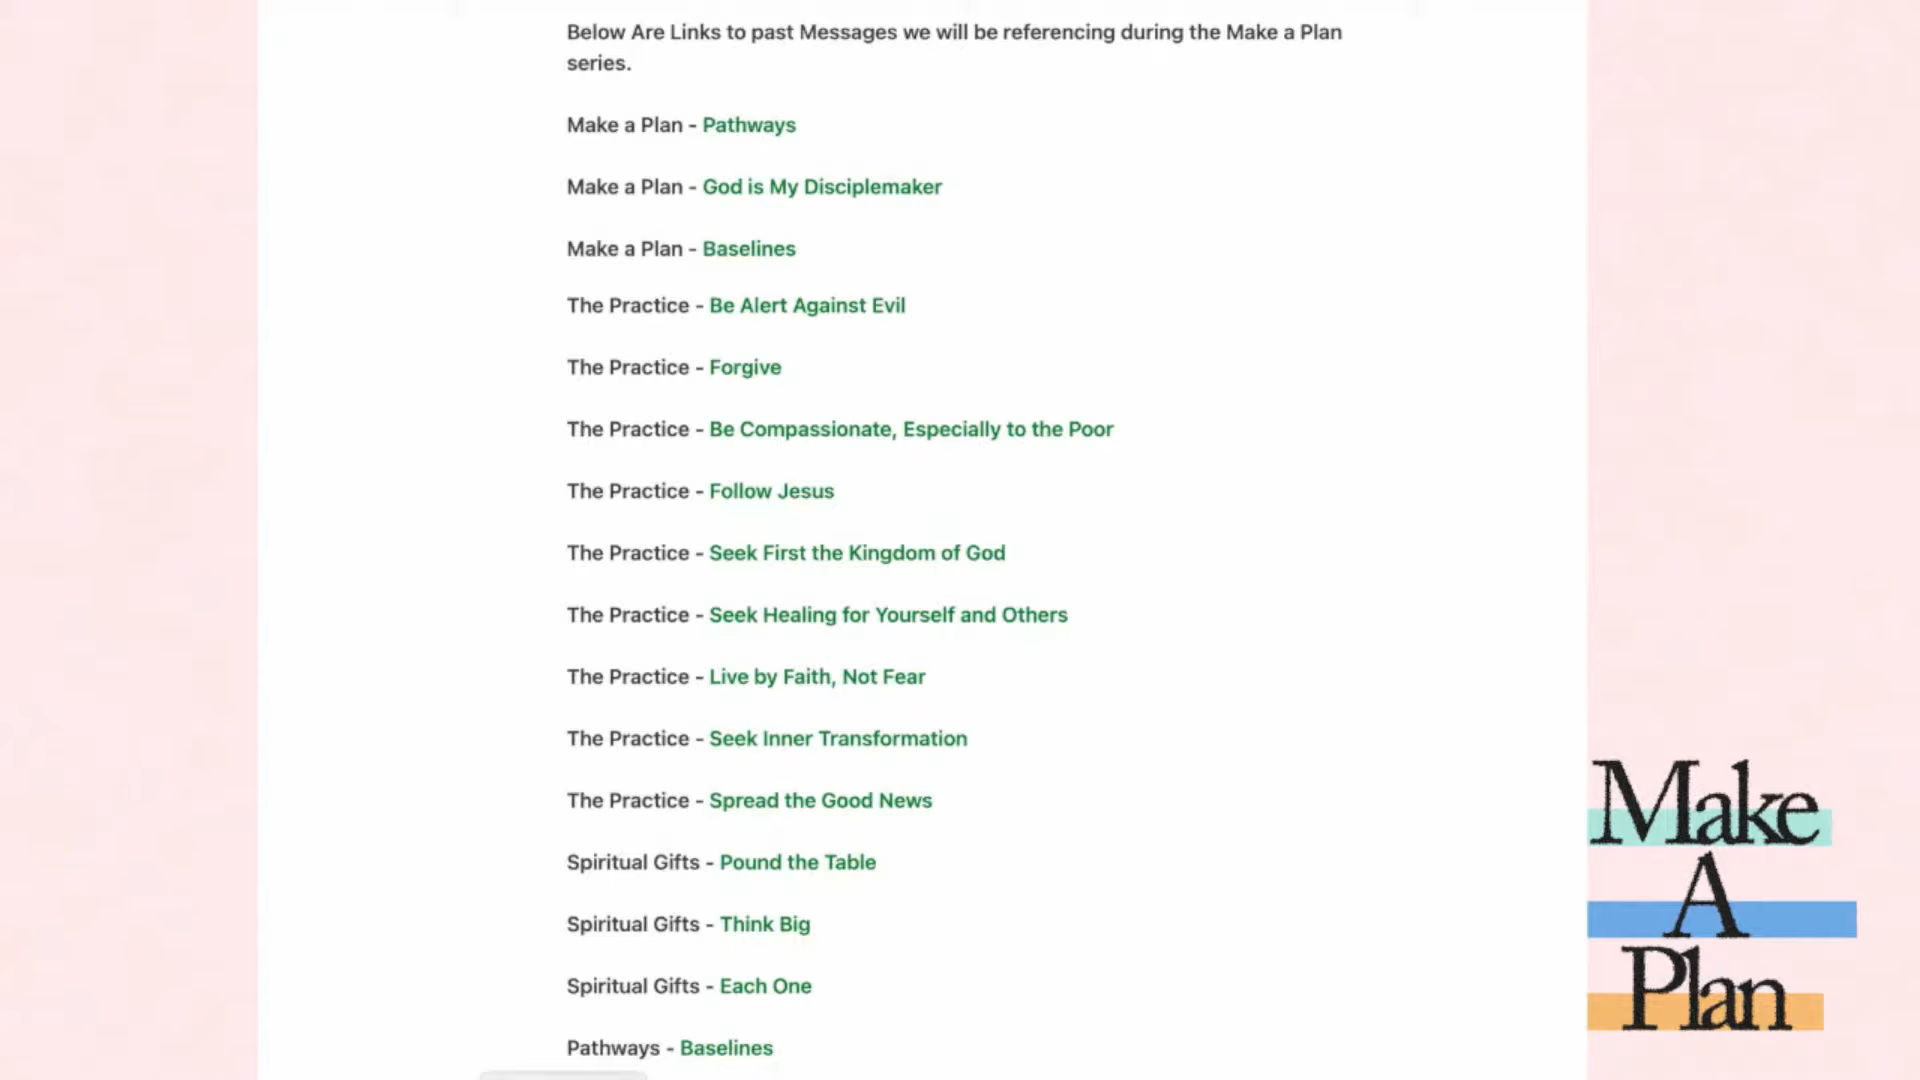 Below Are Links to past Messages we will be referencing during the Make a Plan
series.
Make a Plan - Pathways
Make a Plan - God is My Disciplemaker
Make a Plan - Baselines
The Practice - Be Alert Against Evil
The Practice - Forgive
The Practice - Be Compassionate, Especially to the Poor
The Practice - Follow Jesus
The Practice - Seek First the Kingdom of God
The Practice - Seek Healing for Yourself and Others
The Practice - Live by Faith, Not Fear
The Practice - Seek Inner Transformation
The Practice - Spread the Good News
Spiritual Gifts - Pound the Table
Spiritual Gifts - Think Big
Spiritual Gifts - Each One
Pathways - Baselines
Make
A
Plan